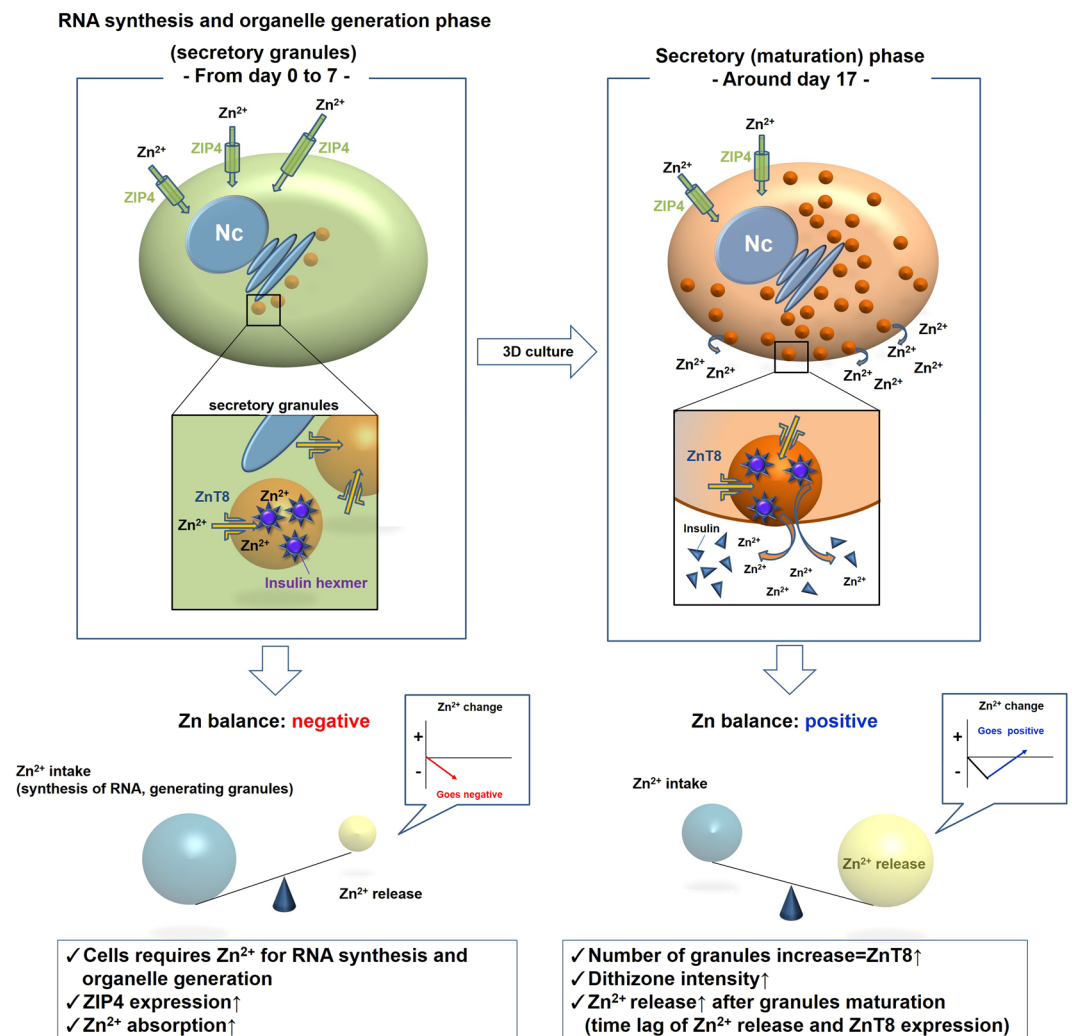 RNA synthesis and organelle generation phase
(secretory granules)
- From day 0 to 7 -
Zn²⁺
Zn²⁺
Zn²⁺
ZIP4
ZIP4
ZIP4
Nc
secretory granules
ZnT8
Zn²⁺
Zn²⁺
Zn²⁺
Insulin hexmer
3D culture
Secretory (maturation) phase
- Around day 17 -
Zn²⁺
Zn²⁺
ZIP4
ZIP4
Nc
Zn²⁺
Zn²⁺
Zn²⁺
Zn²⁺
Zn²⁺
Zn²⁺
Zn²⁺
ZnT8
Insulin
Zn²⁺
Zn²⁺
Zn²⁺
Zn²⁺
Zn²⁺
Zn balance: negative
Zn²⁺ change
+
-
Goes negative
Zn²⁺ intake
(synthesis of RNA, generating granules)
Zn²⁺ release
✓Cells requires Zn²⁺ for RNA synthesis and
organelle generation
✓ZIP4 expression↑
✓Zn²⁺ absorption↑
Zn balance: positive
Zn²⁺ change
Goes positive
+
-
Zn²⁺ intake
Zn²⁺ release
✓Number of granules increase=ZnT8↑
✓Dithizone intensity↑
✓Zn²⁺ release↑ after granules maturation
(time lag of Zn²⁺ release and ZnT8 expression)